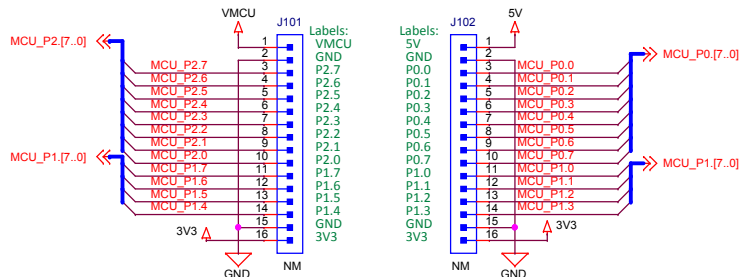 VMCU J101 Labels: Labels: J102 5V
MCU_P2.[7..0] 1 VMCU 5V 1
2 GND GND 2 MCU_P0.[7..0]
MCU_P2.7 3 P2.7 P0.0 3 MCU_P0.0
MCU_P2.6 4 P2.6 P0.1 4 MCU_P0.1
MCU_P2.5 5 P2.5 P0.2 5 MCU_P0.2
MCU_P2.4 6 P2.4 P0.3 6 MCU_P0.3
MCU_P2.3 7 P2.3 P0.4 7 MCU_P0.4
MCU_P2.2 8 P2.2 P0.5 8 MCU_P0.5
MCU_P2.1 9 P2.1 P0.6 9 MCU_P0.6
MCU_P1.[7..0] MCU_P2.0 10 P2.0 P0.7 10 MCU_P0.7 MCU_P1.[7..0]
MCU_P1.7 11 P1.7 P1.0 11 MCU_P1.0
MCU_P1.6 12 P1.6 P1.1 12 MCU_P1.1
MCU_P1.5 13 P1.5 P1.2 13 MCU_P1.2
MCU_P1.4 14 P1.4 P1.3 14 MCU_P1.3
15 GND GND 15
3V3 16 3V3 3V3 16 3V3
GND NM NM GND